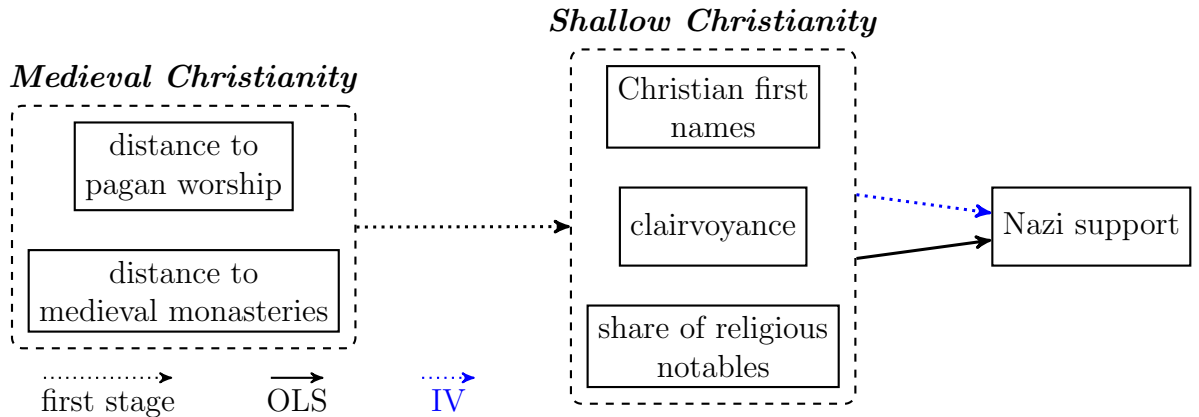 Shallow Christianity
Medieval Christianity
Christian first
names
distance to
pagan worship
clairvoyance
Nazi support
distance to
medieval monasteries
share of religious
notables
first stage
OLS
IV